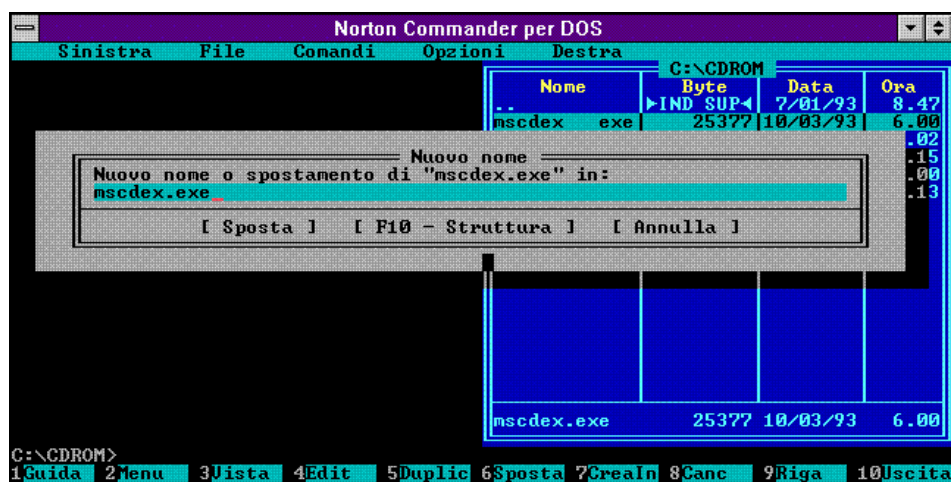 Norton Commander per DOS
Sinistra File Comandi Opzioni Destra
C:\CDROM
Nome Byte Data Ora
.. ►IND SUP◄ 7/01/93 8.47
mscdex exe 25377 10/03/93 6.00
.02
Nuovo nome .15
Nuovo nome o spostamento di "mscdex.exe" in: .00
mscdex.exe .13
[ Sposta ] [ F10 - Struttura ] [ Annulla ]
mscdex.exe 25377 10/03/93 6.00
C:\CDROM>
1Guida 2Menu 3Vista 4Edit 5Duplic 6Sposta 7CreaIn 8Canc 9Riga 10Uscita